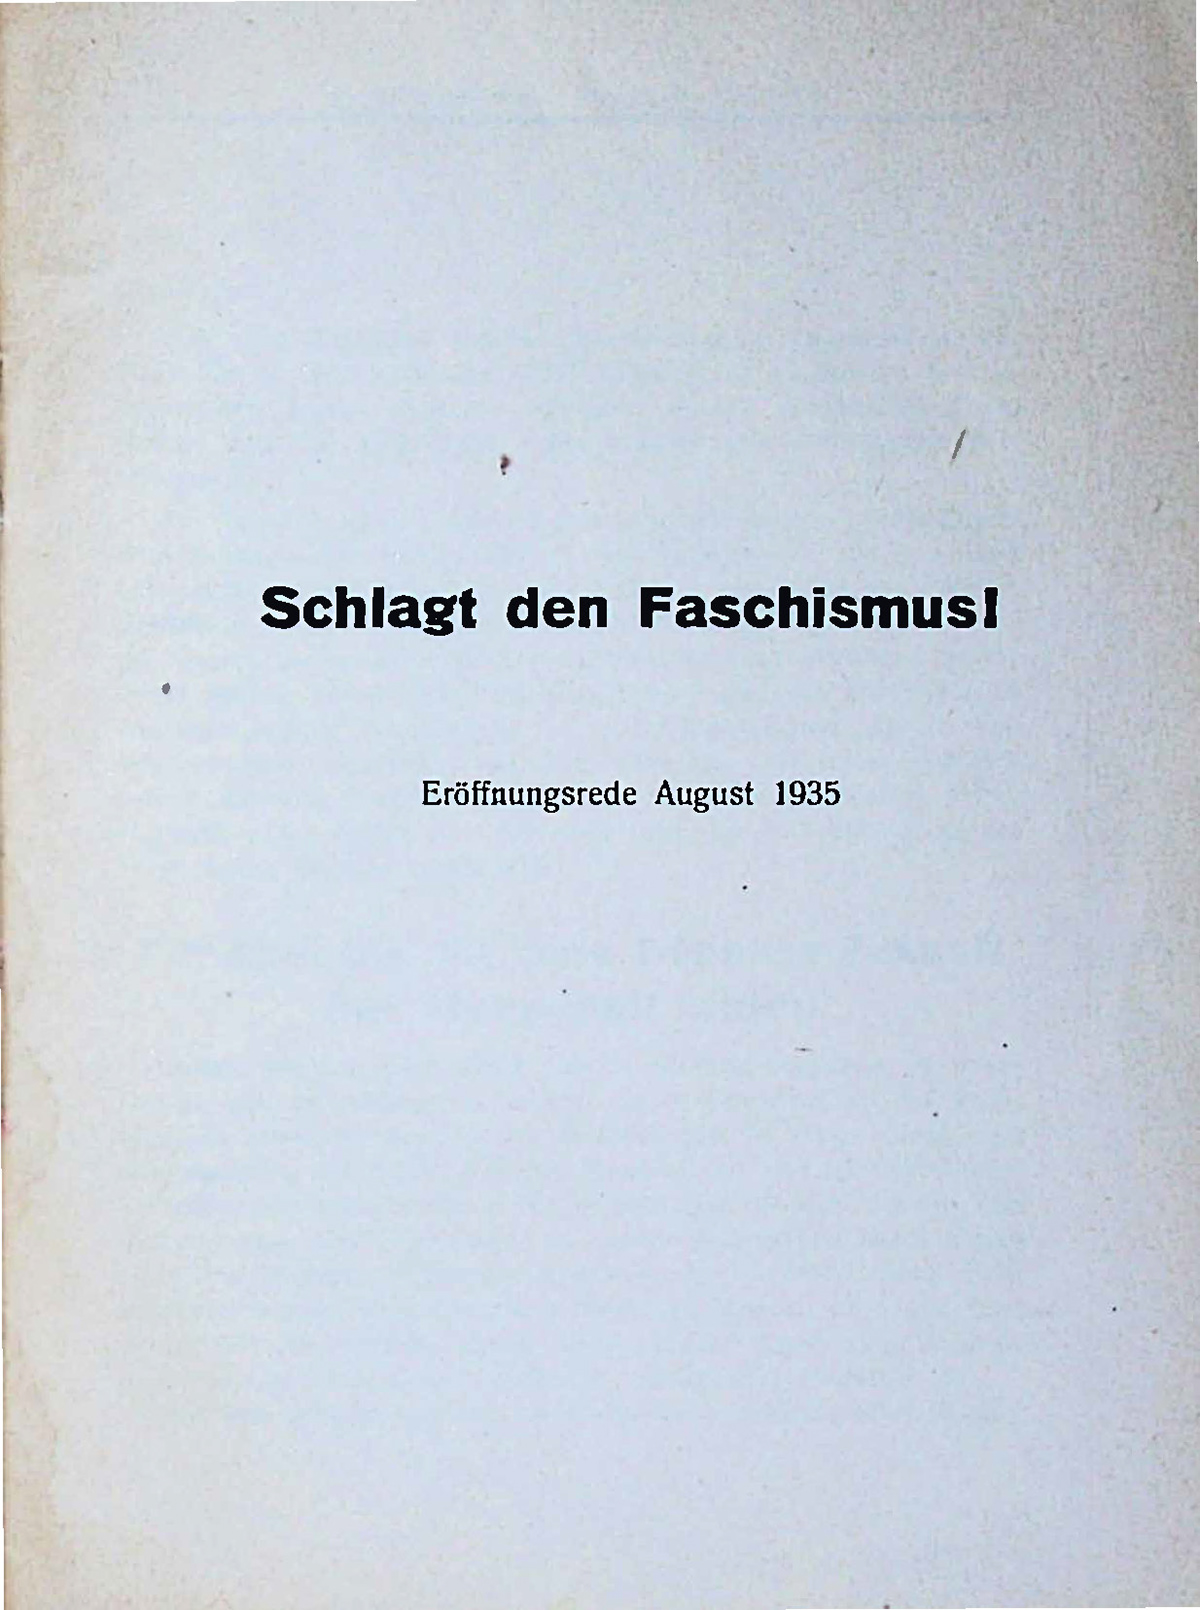 Schlagt den Faschismus!
Eröffnungsrede August 1935